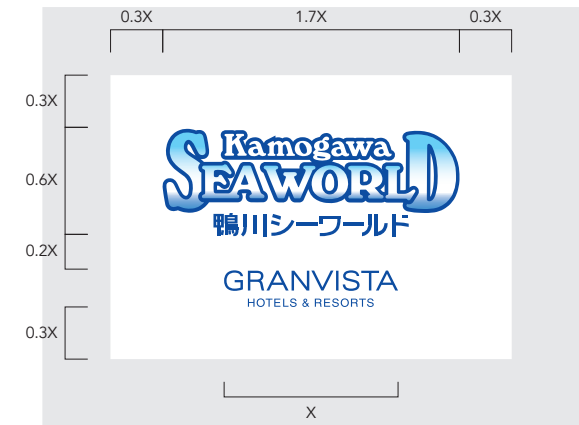 0.3X 1.7X 0.3X
0.3X
Kamogawa
0.6X
SEAWORLD
鴨川シーワールド
0.2X
GRANVISTA
HOTELS & RESORTS
0.3X
X